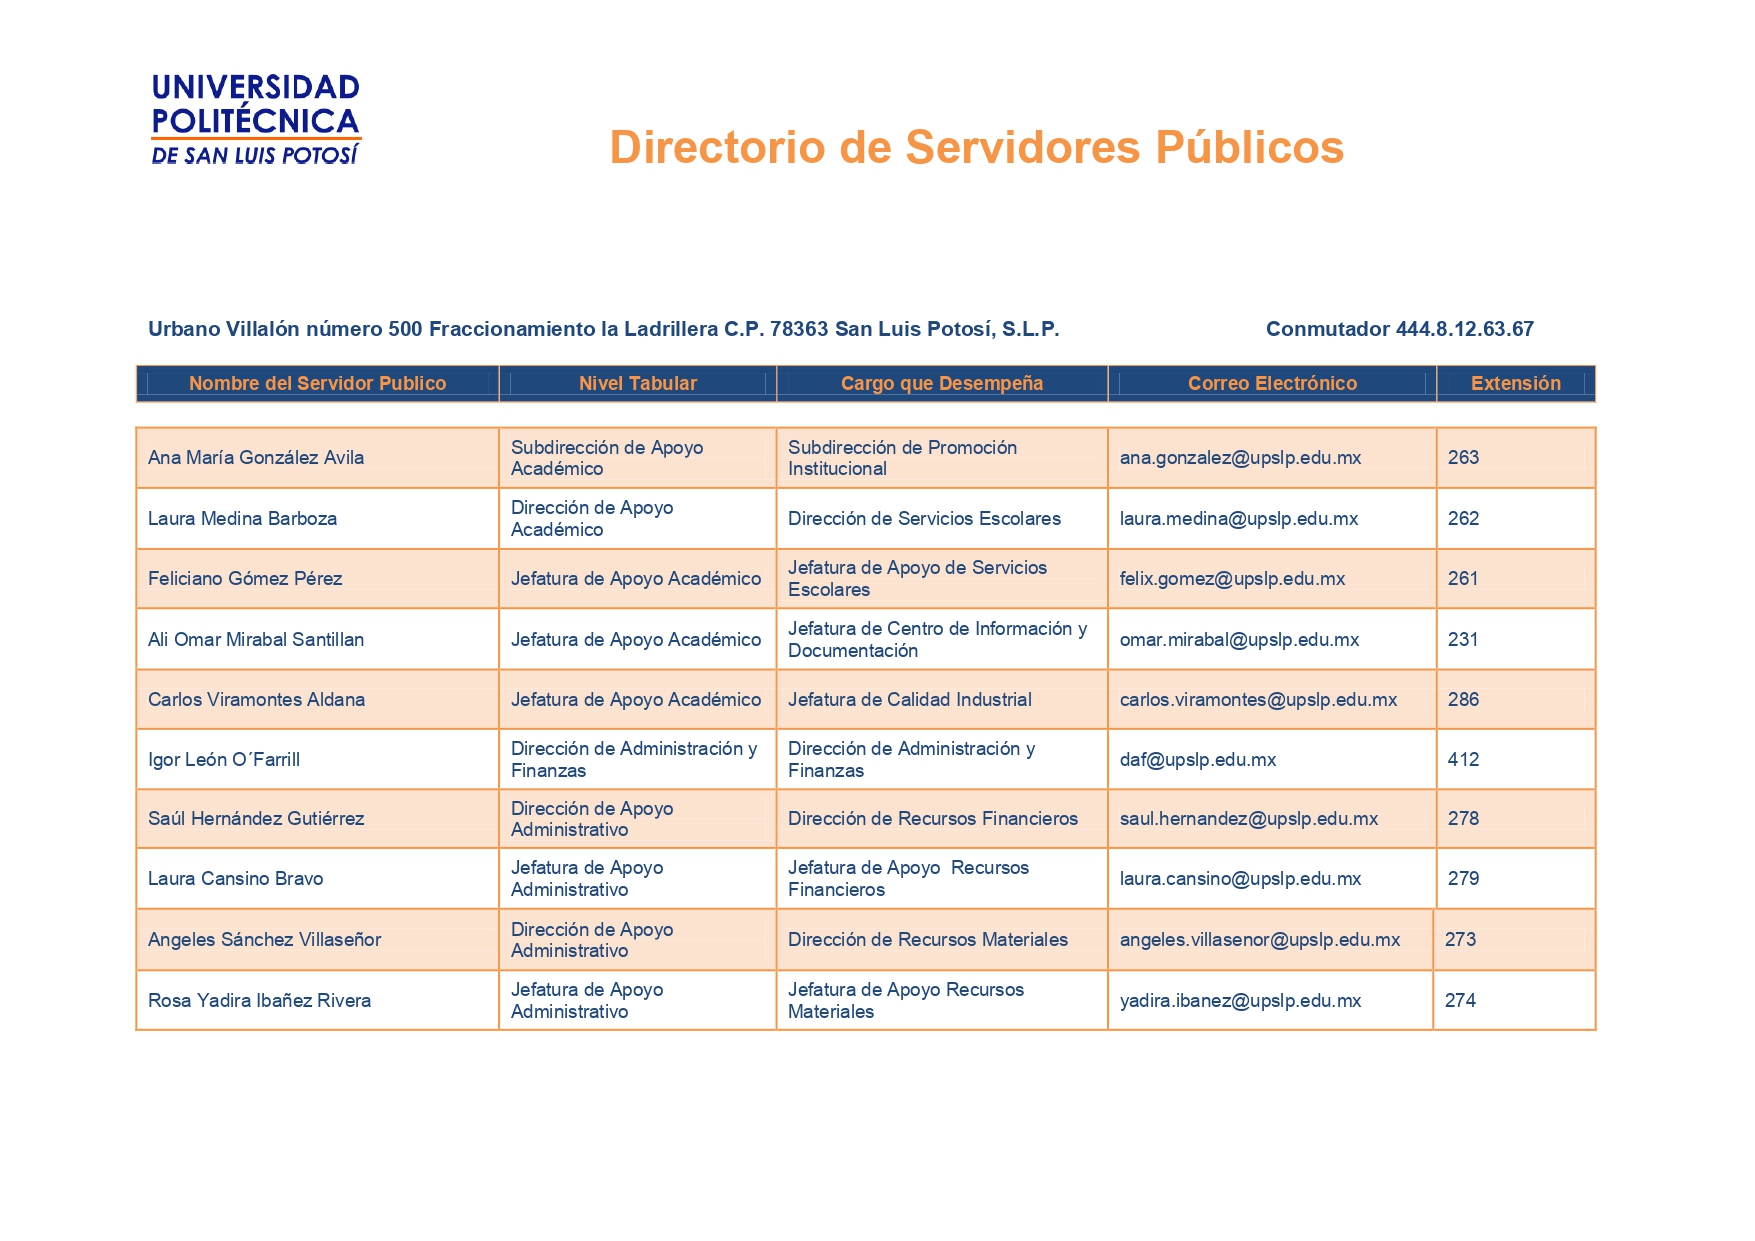 UNIVERSIDAD
POLITÉCNICA
DE SAN LUIS POTOSÍ
Directorio de Servidores Públicos
Urbano Villalón número 500 Fraccionamiento la Ladrillera C.P. 78363 San Luis Potosí, S.L.P. Conmutador 444.8.12.63.67
Nombre del Servidor Publico Nivel Tabular Cargo que Desempeña Correo Electrónico Extensión
Ana María González Avila
Subdirección de Apoyo
Académico
Subdirección de Promoción
Institucional
ana.gonzalez@upslp.edu.mx
263
Laura Medina Barboza
Dirección de Apoyo
Académico
Dirección de Servicios Escolares
laura.medina@upslp.edu.mx
262
Feliciano Gómez Pérez
Jefatura de Apoyo Académico
Jefatura de Apoyo de Servicios
Escolares
felix.gomez@upslp.edu.mx
261
Ali Omar Mirabal Santillan
Jefatura de Apoyo Académico
Jefatura de Centro de Información y
Documentación
omar.mirabal@upslp.edu.mx
231
Carlos Viramontes Aldana
Jefatura de Apoyo Académico
Jefatura de Calidad Industrial
carlos.viramontes@upslp.edu.mx
286
Igor León O´Farrill
Dirección de Administración y
Finanzas
Dirección de Administración y
Finanzas
daf@upslp.edu.mx
412
Saúl Hernández Gutiérrez
Dirección de Apoyo
Administrativo
Dirección de Recursos Financieros
saul.hernandez@upslp.edu.mx
278
Laura Cansino Bravo
Jefatura de Apoyo
Administrativo
Jefatura de Apoyo  Recursos
Financieros
laura.cansino@upslp.edu.mx
279
Angeles Sánchez Villaseñor
Dirección de Apoyo
Administrativo
Dirección de Recursos Materiales
angeles.villasenor@upslp.edu.mx
273
Rosa Yadira Ibañez Rivera
Jefatura de Apoyo
Administrativo
Jefatura de Apoyo Recursos
Materiales
yadira.ibanez@upslp.edu.mx
274